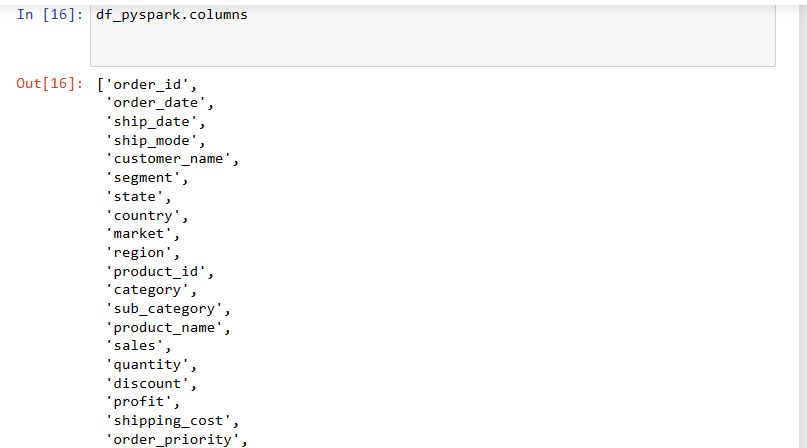 In [16]: df_pyspark.columns
Out[16]: ['order_id',
'order_date',
'ship_date',
'ship_mode',
'customer_name',
'segment',
'state',
'country',
'market',
'region',
'product_id',
'category',
'sub_category',
'product_name',
'sales',
'quantity',
'discount',
'profit',
'shipping_cost',
'order_priority',